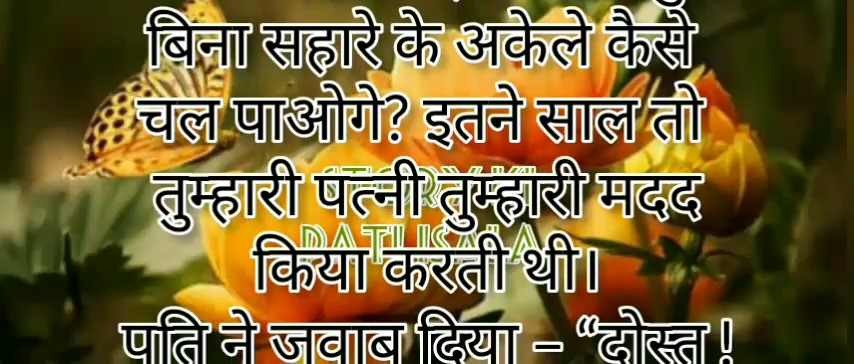 बिना सहारे के अकेले कैसे
चल पाओगे? इतने साल तो
तुम्हारी पत्नी तुम्हारी मदद
किया करती थी।
पति ने जवाब दिया – “दोस्त !